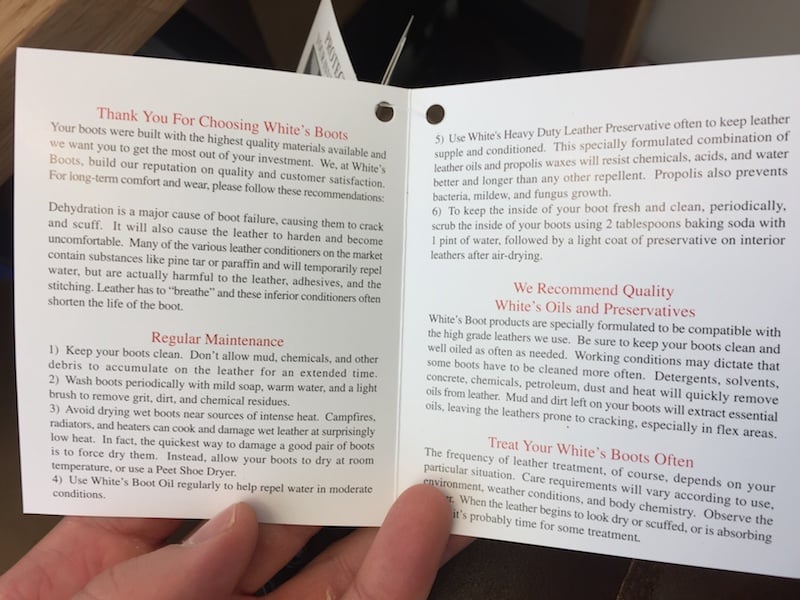 PROTEC
Thank You For Choosing White's Boots
Your boots were built with the highest quality materials available and
we want you to get the most out of your investment. We, at White's
Boots, build our reputation on quality and customer satisfaction.
For long-term comfort and wear, please follow these recommendations:
Dehydration is a major cause of boot failure, causing them to crack
and scuff. It will also cause the leather to harden and become
uncomfortable. Many of the various leather conditioners on the market
contain substances like pine tar or paraffin and will temporarily repel
water, but are actually harmful to the leather, adhesives, and the
stitching. Leather has to "breathe" and these inferior conditioners often
shorten the life of the boot.
Regular Maintenance
1) Keep your boots clean. Don't allow mud, chemicals, and other
debris to accumulate on the leather for an extended time.
2) Wash boots periodically with mild soap, warm water, and a light
brush to remove grit, dirt, and chemical residues.
3) Avoid drying wet boots near sources of intense heat. Campfires,
radiators, and heaters can cook and damage wet leather at surprisingly
low heat. In fact, the quickest way to damage a good pair of boots
is to force dry them. Instead, allow your boots to dry at room
temperature, or use a Peet Shoe Dryer.
4) Use White's Boot Oil regularly to help repel water in moderate
conditions.
5) Use White's Heavy Duty Leather Preservative often to keep leather
supple and conditioned. This specially formulated combination of
leather oils and propolis waxes will resist chemicals, acids, and water
better and longer than any other repellent. Propolis also prevents
bacteria, mildew, and fungus growth.
6) To keep the inside of your boot fresh and clean, periodically,
scrub the inside of your boots using 2 tablespoons baking soda with
1 pint of water, followed by a light coat of preservative on interior
leathers after air-drying.
We Recommend Quality
White's Oils and Preservatives
White's Boot products are specially formulated to be compatible with
the high grade leathers we use. Be sure to keep your boots clean and
well oiled as often as needed. Working conditions may dictate that
some boots have to be cleaned more often. Detergents, solvents,
concrete, chemicals, petroleum, dust and heat will quickly remove
oils from leather. Mud and dirt left on your boots will extract essential
oils, leaving the leathers prone to cracking, especially in flex areas.
Treat Your White's Boots Often
The frequency of leather treatment, of course, depends on your
particular situation. Care requirements will vary according to use,
environment, weather conditions, and body chemistry. Observe the
When the leather begins to look dry or scuffed, or is absorbing
it's probably time for some treatment.